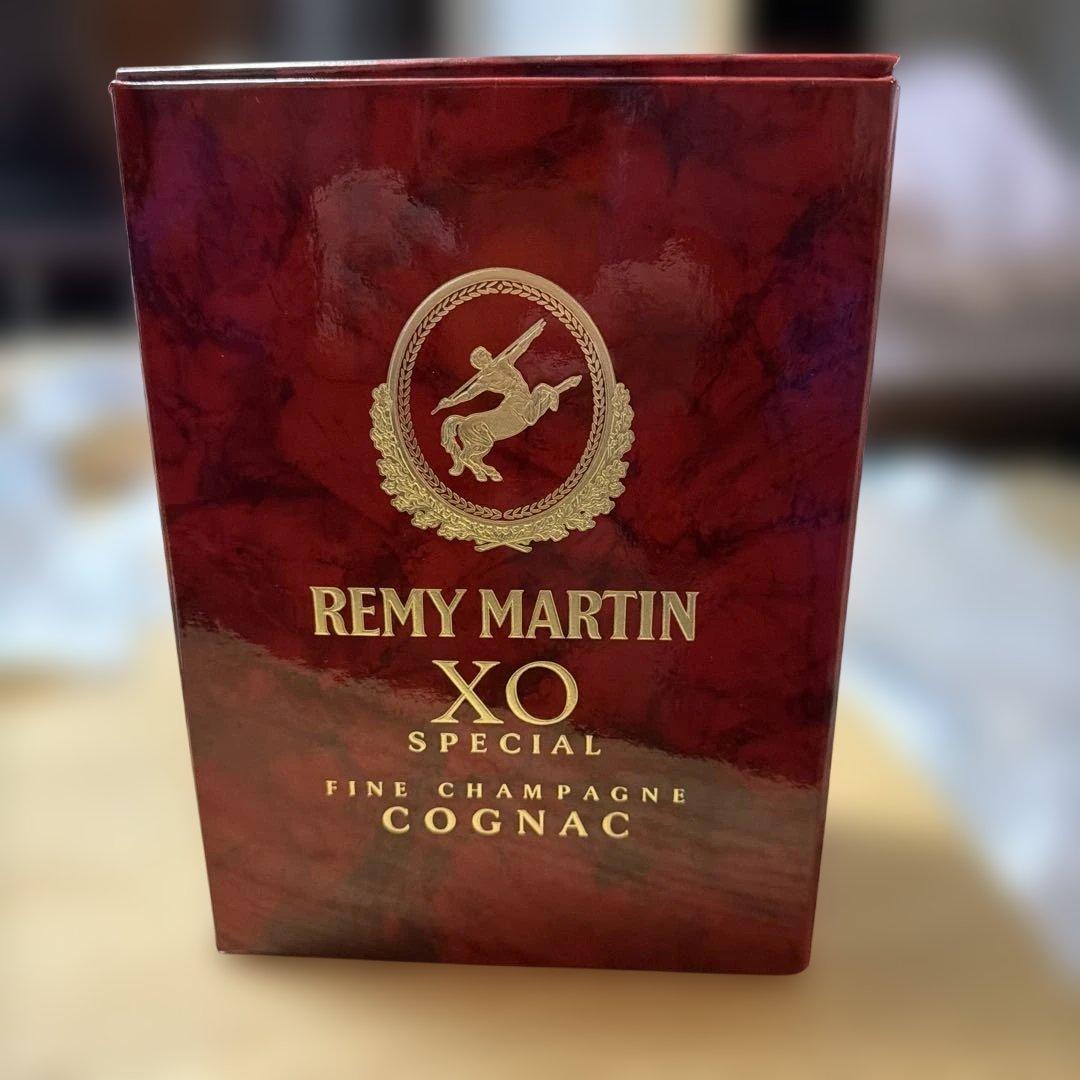 REMY MARTIN
XO
SPECIAL
FINE CHAMPAGNE
COGNAC